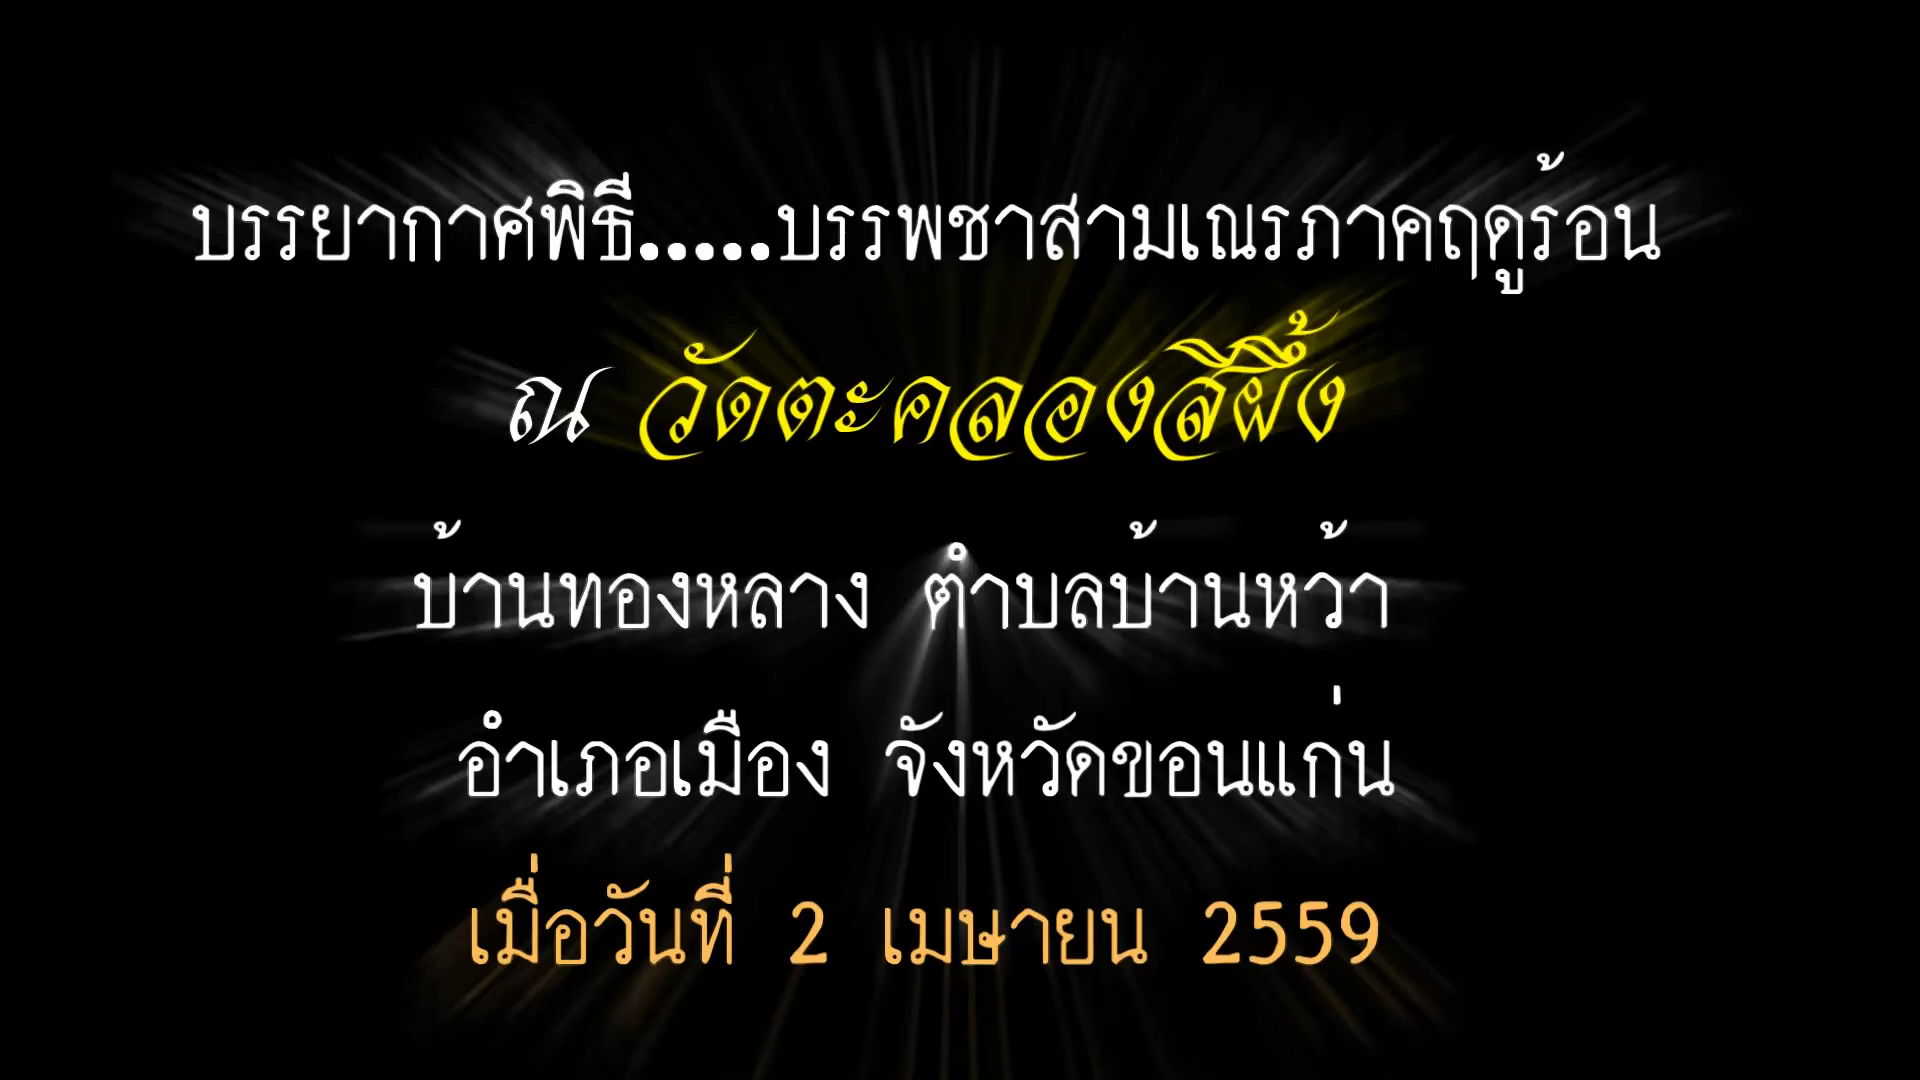 บรรยากาศพิธี.....บรรพชาสามเณรภาคฤดูร้อน
ณ วัดตะคลองสีผึ้ง
บ้านทองหลาง ตำบลบ้านหว้า
อำเภอเมือง จังหวัดขอนแก่น
เมื่อวันที่ 2 เมษายน 2559